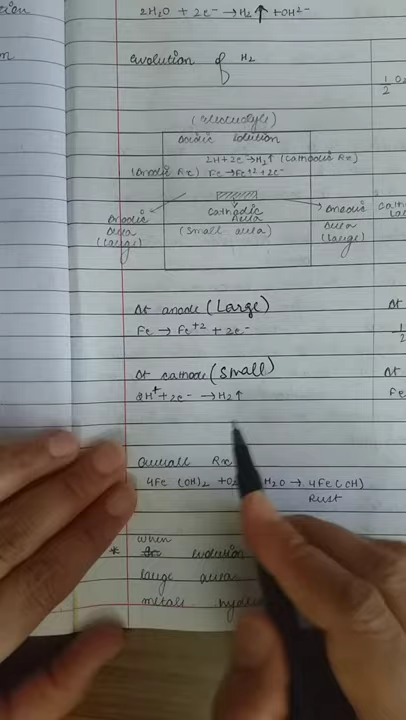 2H₂O + 2e⁻ → H₂↑ + OH²⁻
evolution of H₂
(electrolyte)
Acidic solution
2H+2e⁻→H₂↑ (Cathodic Rx)
(Anodic Rx) Fe→Fe⁺²+2e⁻
Anodic area (large)
Cathodic Area
(Small area)
Anodic area (large)
At anode (Large)
Fe → Fe⁺² + 2e⁻
At cathode (Small)
2H⁺+2e⁻ → H₂↑
overall Rx
4Fe (OH)₂ +O₂ H₂O → 4Fe(OH)
Rust
when
* evolution
large area
metals